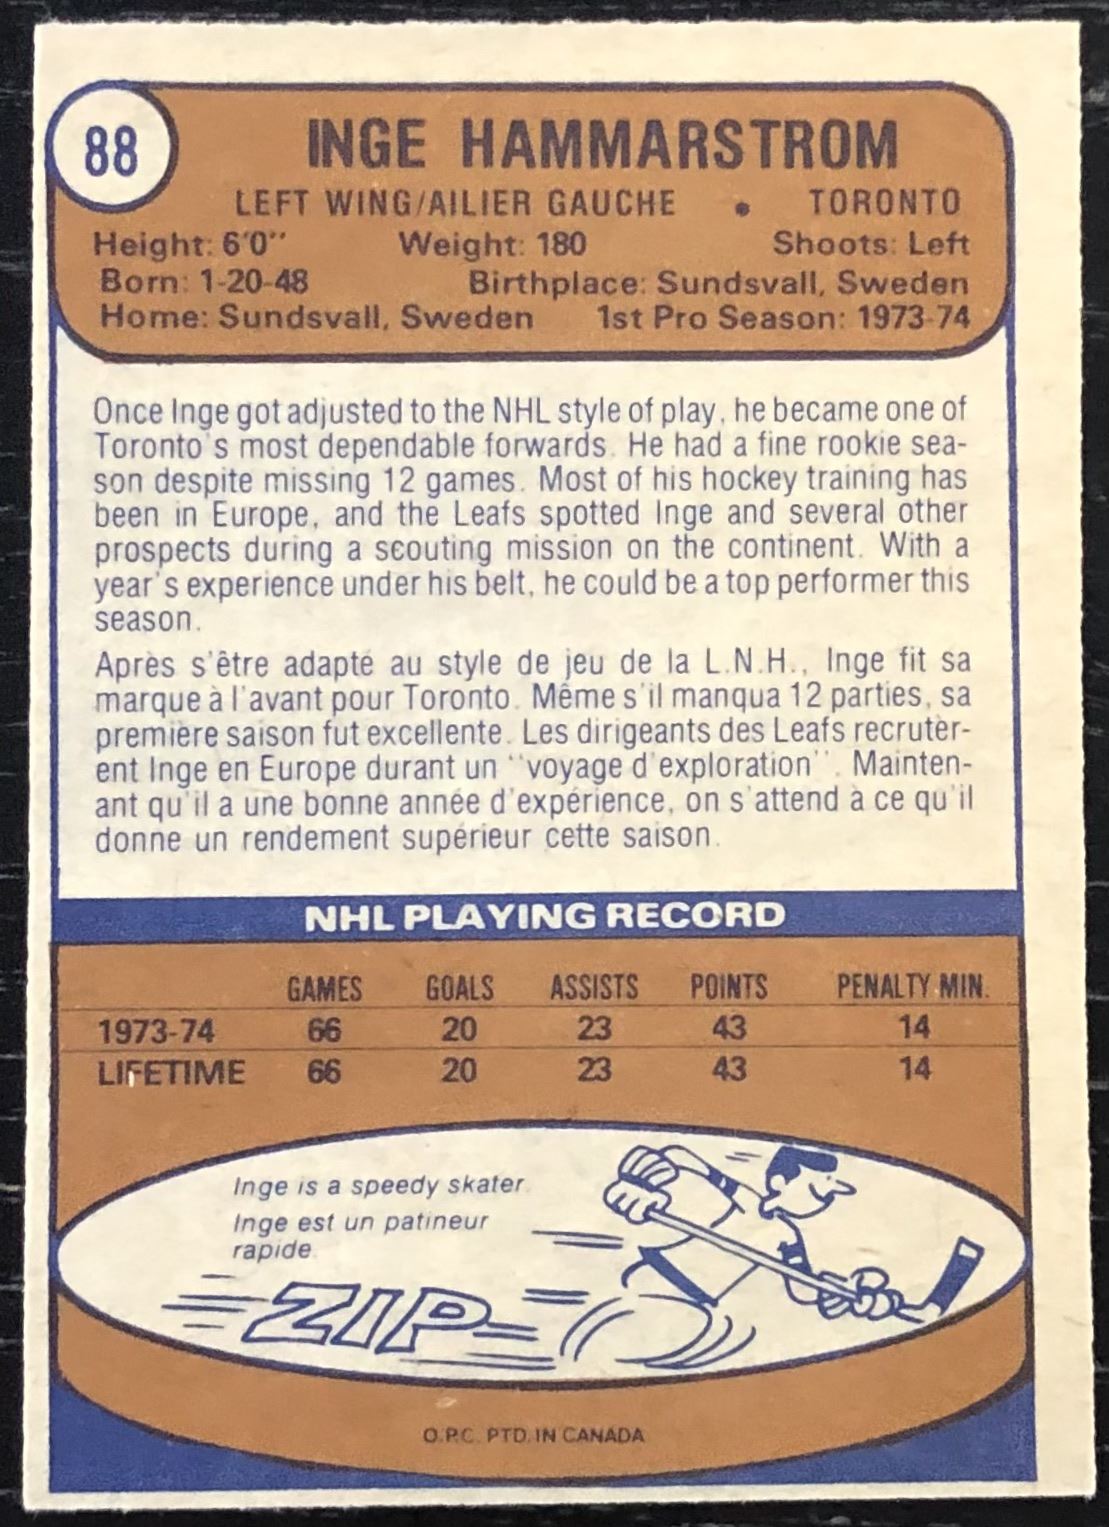 88
INGE HAMMARSTROM
LEFT WING/AILIER GAUCHE • TORONTO
Height: 6'0" Weight: 180 Shoots: Left
Born: 1-20-48 Birthplace: Sundsvall, Sweden
Home: Sundsvall, Sweden 1st Pro Season: 1973-74
Once Inge got adjusted to the NHL style of play, he became one of
Toronto's most dependable forwards. He had a fine rookie sea-
son despite missing 12 games. Most of his hockey training has
been in Europe, and the Leafs spotted Inge and several other
prospects during a scouting mission on the continent. With a
year's experience under his belt, he could be a top performer this
season.
Après s'être adapté au style de jeu de la L.N.H., Inge fit sa
marque à l'avant pour Toronto. Même s'il manqua 12 parties, sa
première saison fut excellente. Les dirigeants des Leafs recrutèr-
ent Inge en Europe durant un "voyage d'exploration". Mainten-
ant qu'il a une bonne année d'expérience, on s'attend à ce qu'il
donne un rendement supérieur cette saison.
NHL PLAYING RECORD
GAMES GOALS ASSISTS POINTS PENALTY MIN.
1973-74 66 20 23 43 14
LIFETIME 66 20 23 43 14
Inge is a speedy skater.
Inge est un patineur
rapide.
ZIP
O.P.C. PTD. IN CANADA